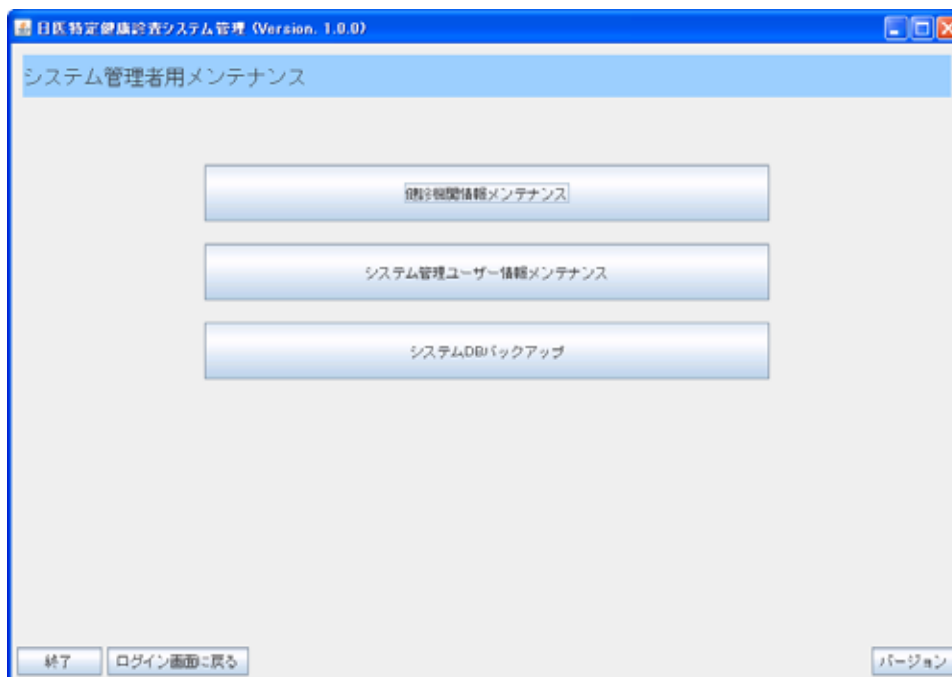 日医特定健康診査システム管理 (Version. 1.0.0)
システム管理者用メンテナンス
健診機関情報メンテナンス
システム管理ユーザー情報メンテナンス
システムDBバックアップ
終了
ログイン画面に戻る
バージョン